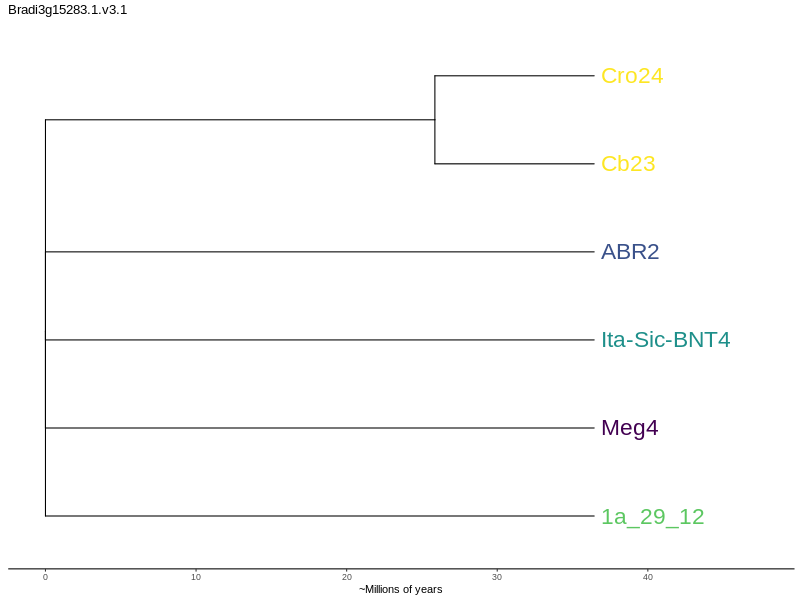 Bradi3g15283.1.v3.1
Cro24
Cb23
ABR2
Ita-Sic-BNT4
Meg4
1a_29_12
0 10 20 30 40
~Millions of years